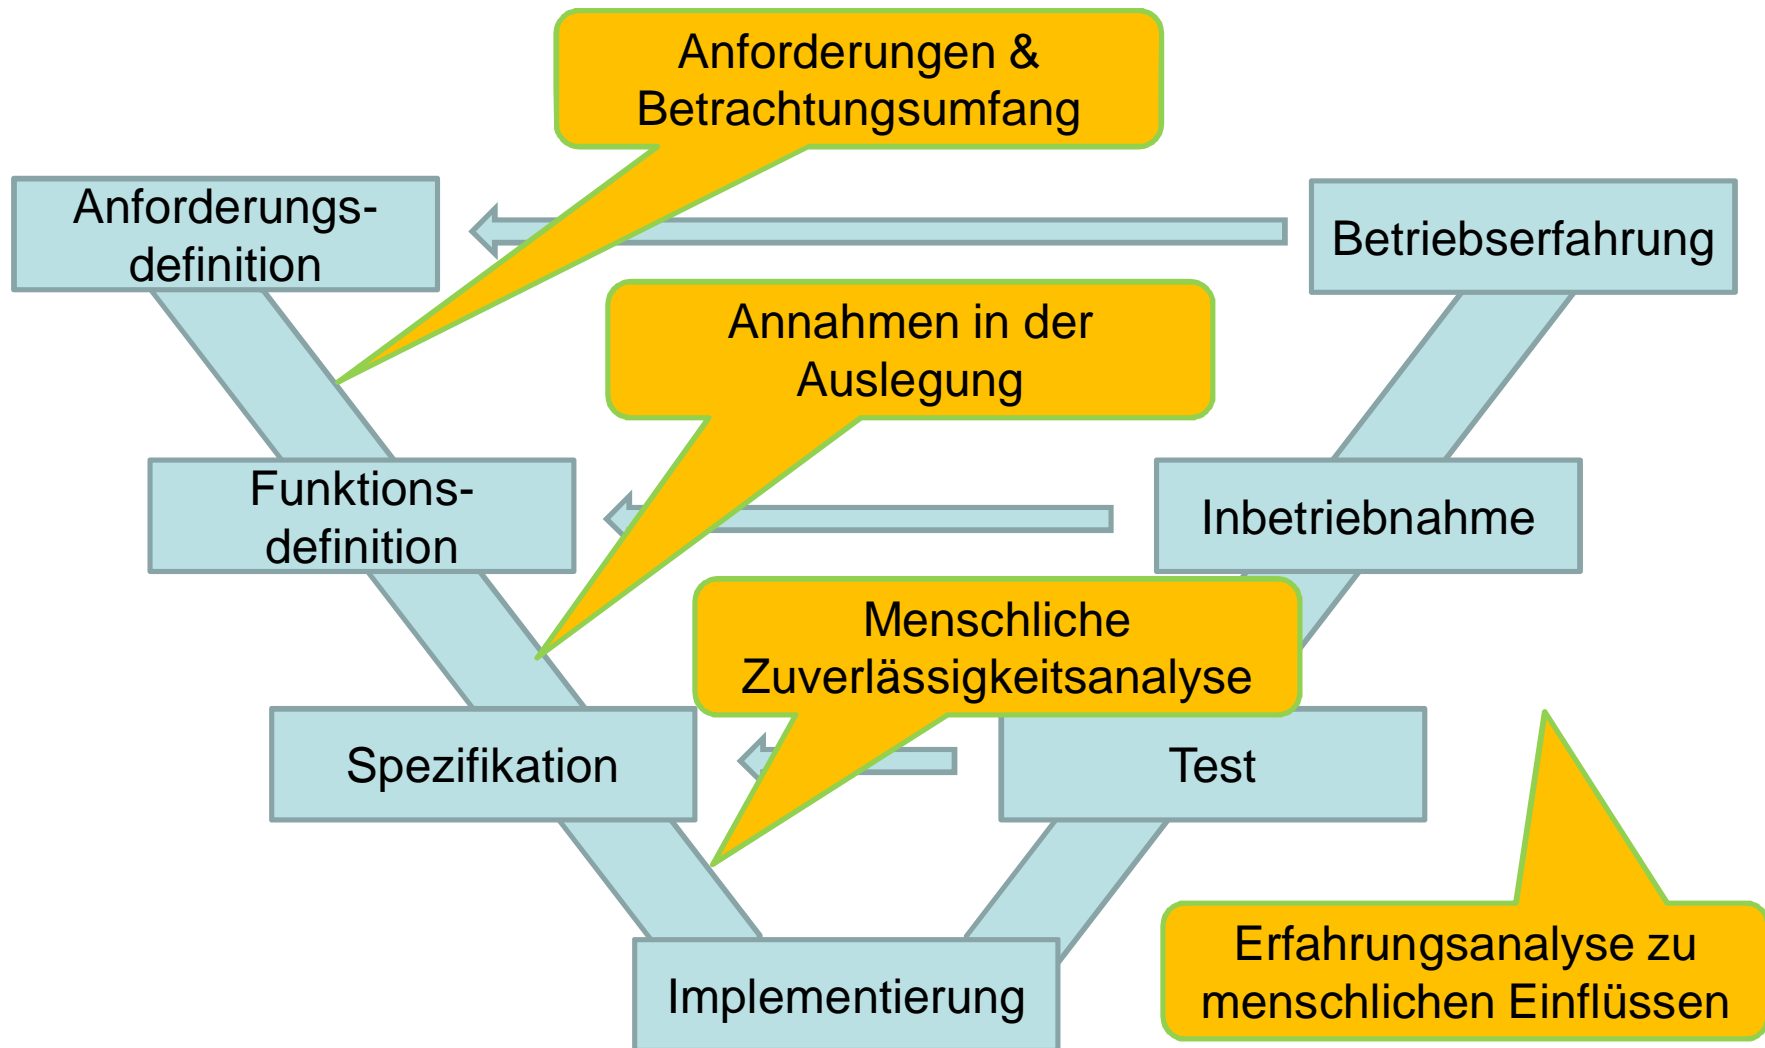 Anforderungen &
Betrachtungsumfang
Anforderungs-
definition
Betriebserfahrung
Annahmen in der
Auslegung
Funktions-
definition
Inbetriebnahme
Menschliche
Zuverlässigkeitsanalyse
Spezifikation
Test
Erfahrungsanalyse zu
menschlichen Einflüssen
Implementierung